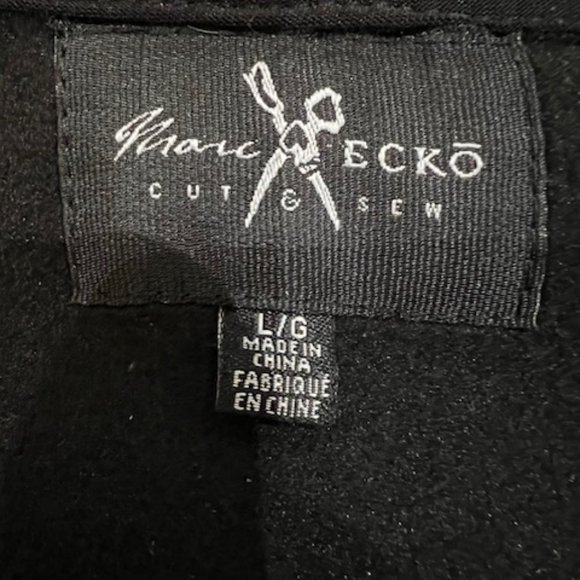 Marc ECKŌ
CUT & SEW
L/G
MADE IN
CHINA
FABRIQUÉ
EN CHINE